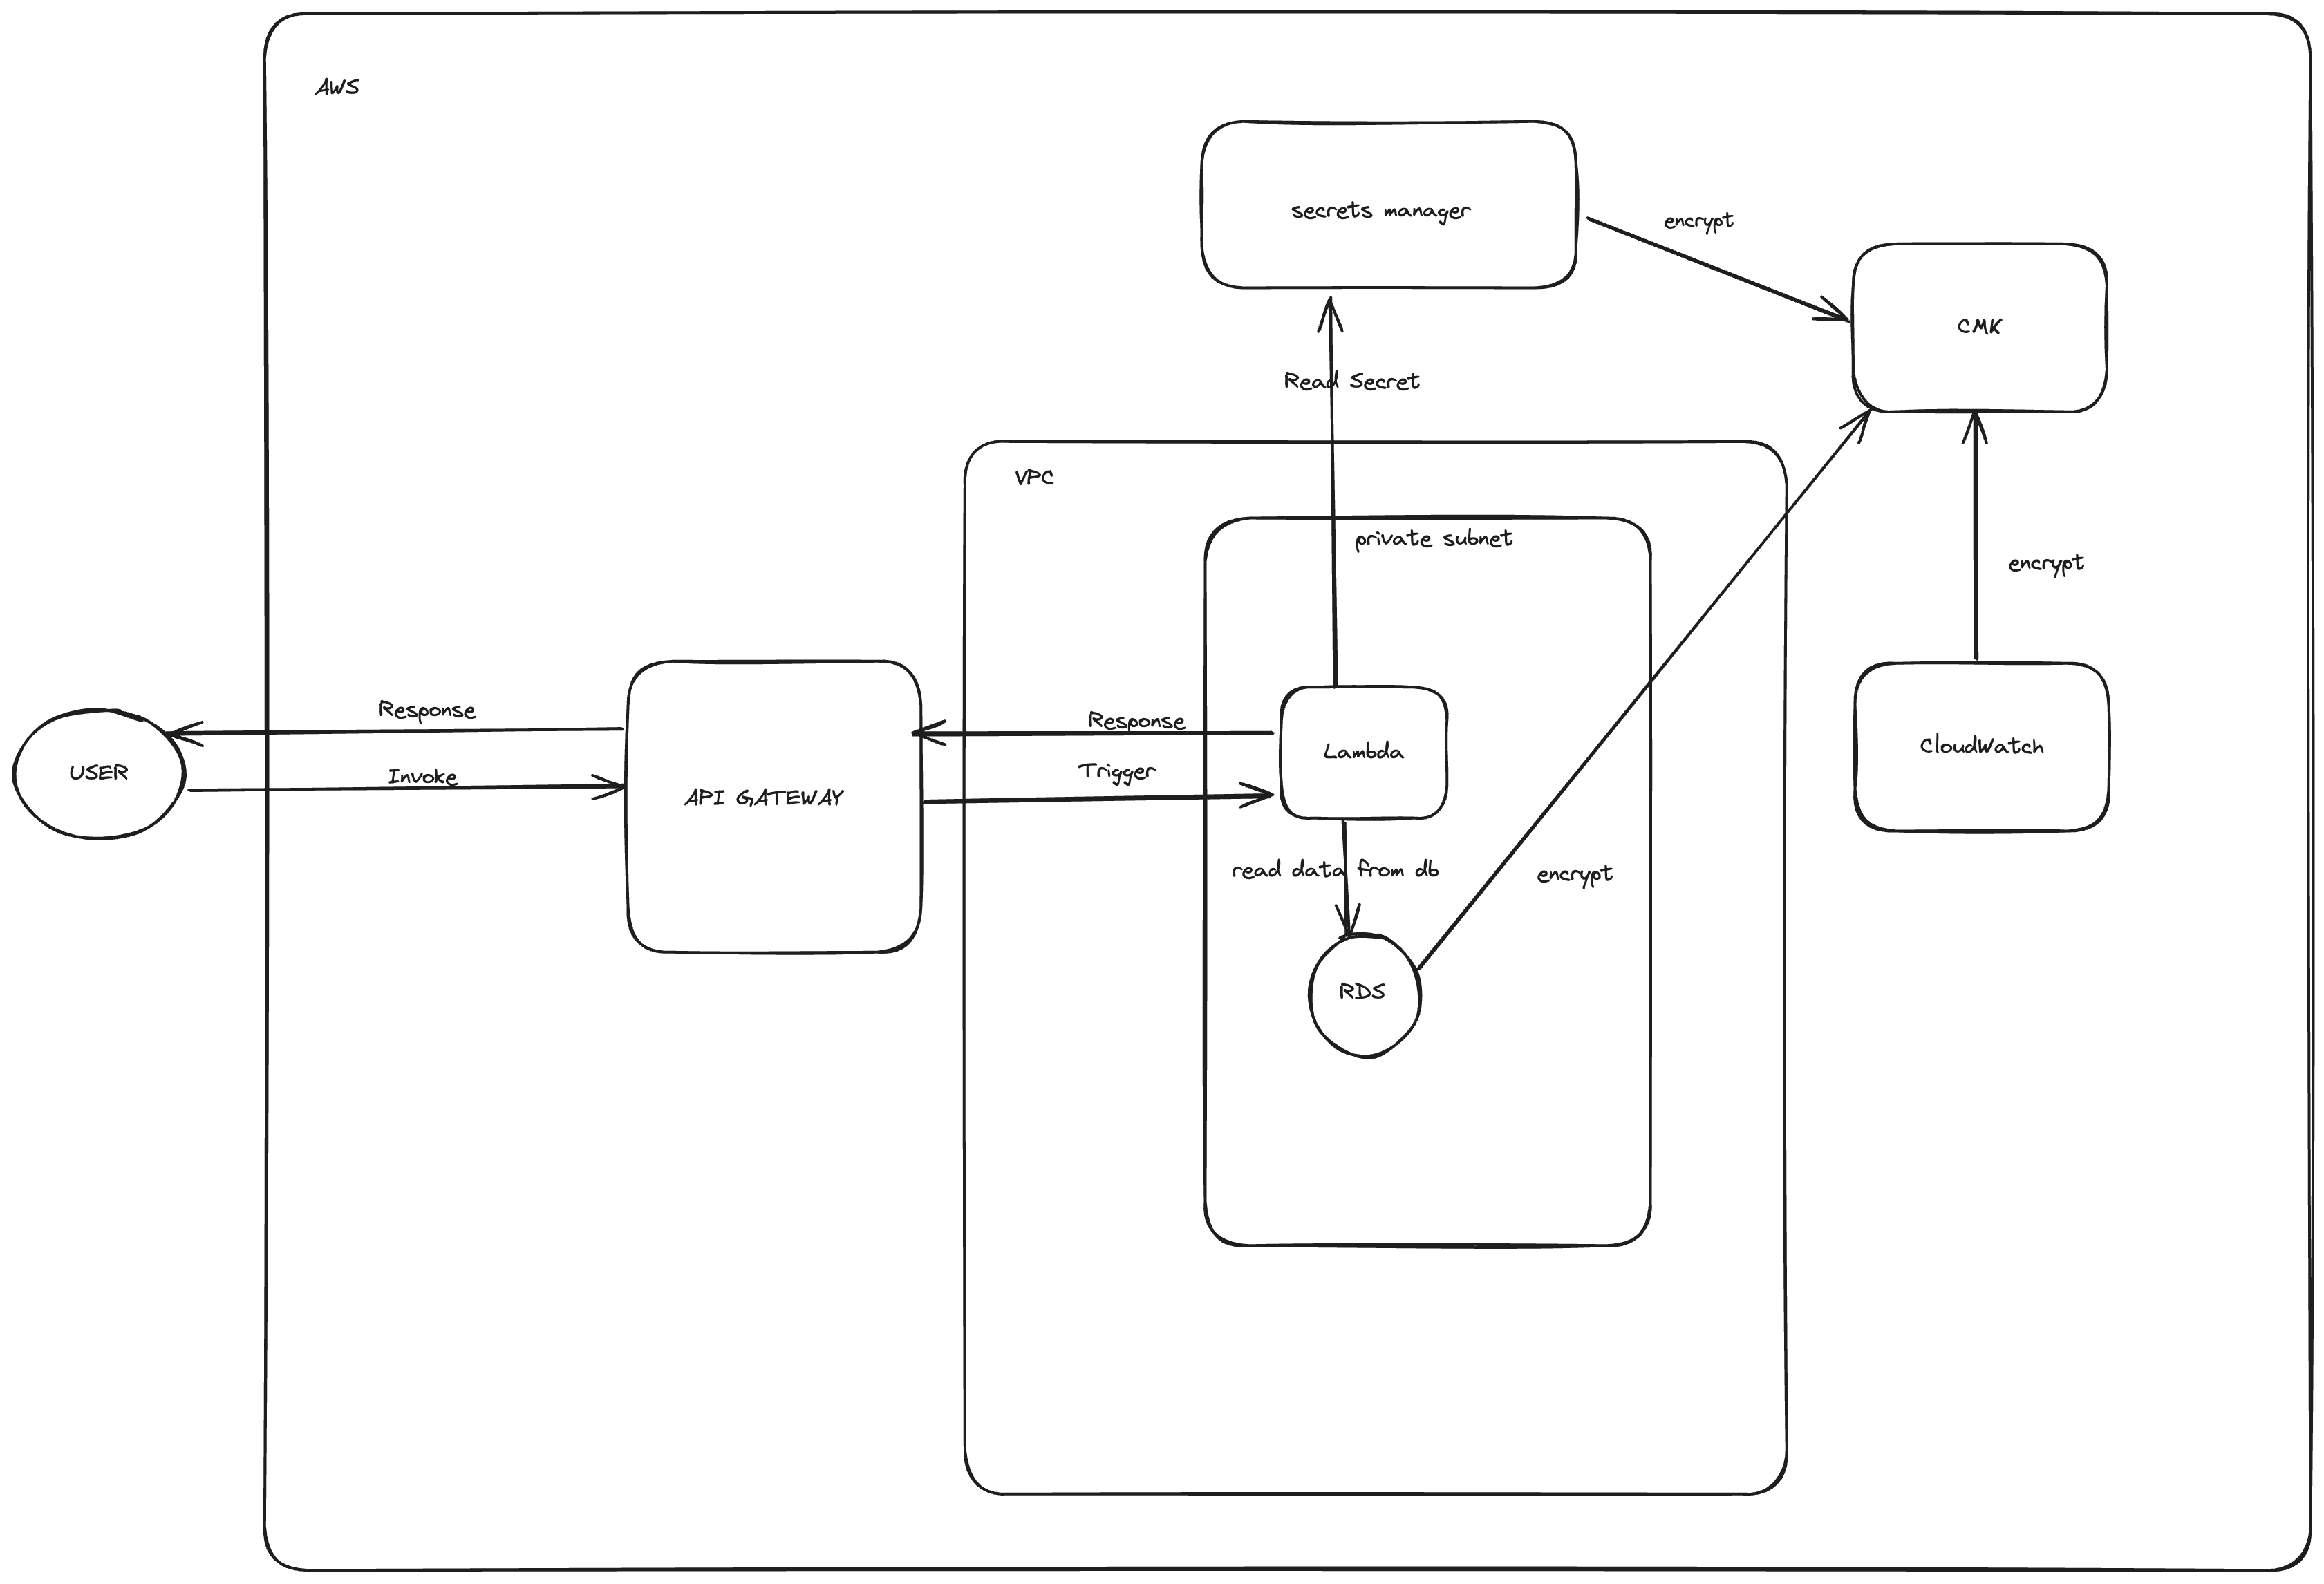 AWS
secrets manager
encrypt
CMK
Read Secret
VPC
private subnet
encrypt
Response
Response
Lambda
CloudWatch
USER
Invoke
API GATEWAY
Trigger
read data from db
encrypt
RDS